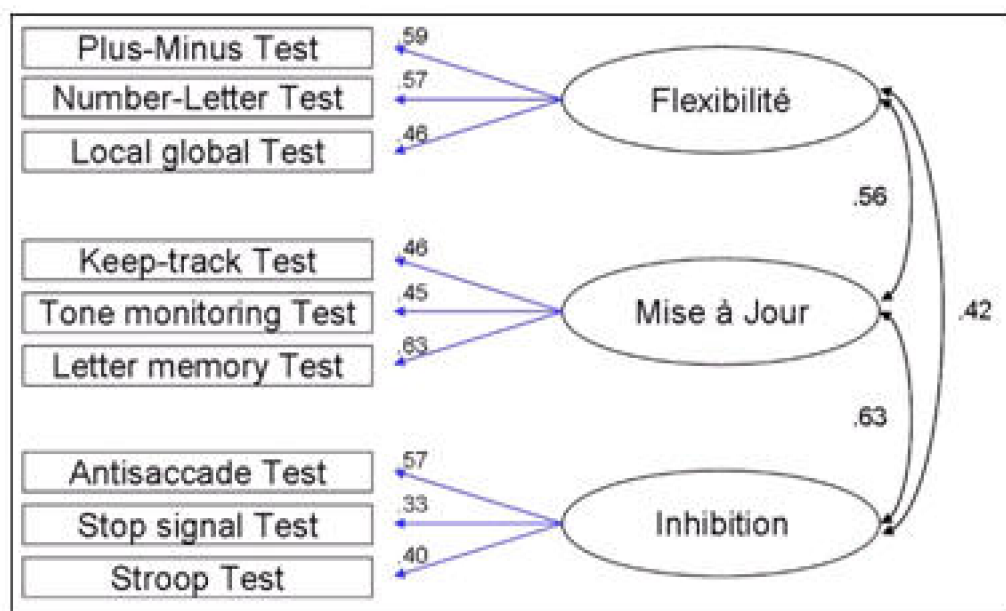 Plus-Minus Test
.59
Number-Letter Test
.57
Flexibilité
Local global Test
.46
.56
Keep-track Test
.46
Tone monitoring Test
.45
Mise à Jour
.42
Letter memory Test
.63
.63
Antisaccade Test
.57
Stop signal Test
.33
Inhibition
Stroop Test
.40